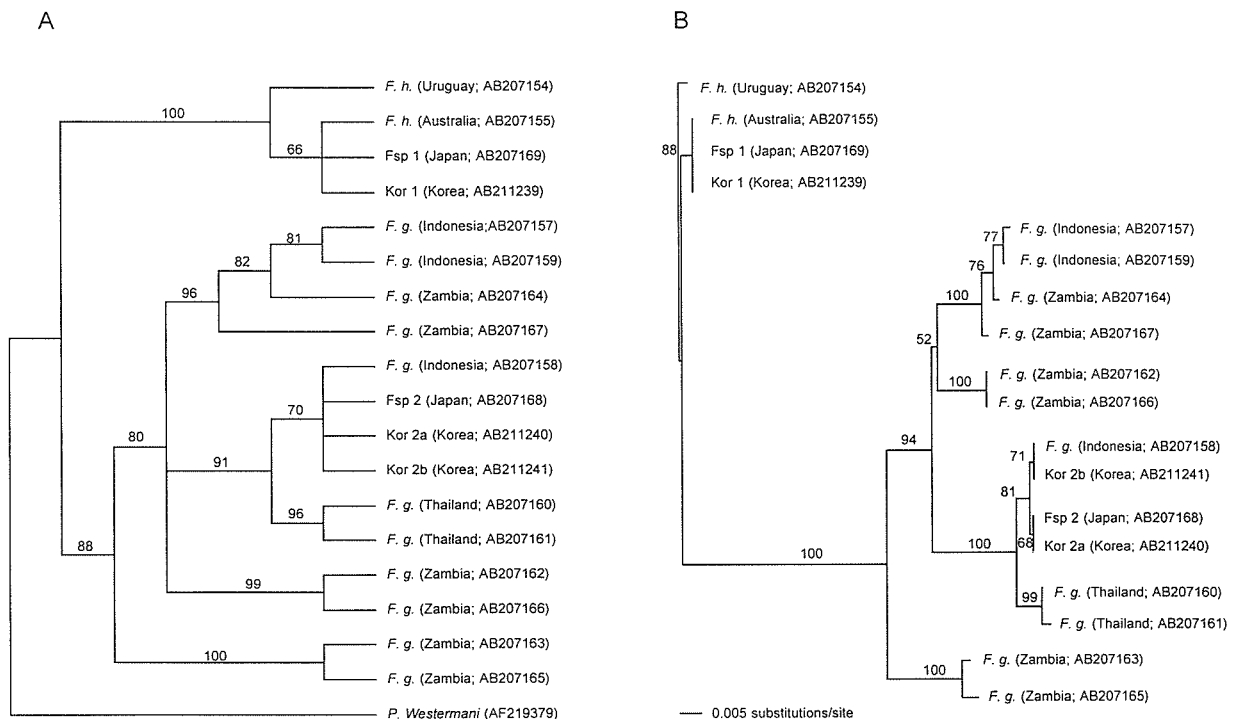 A
100
F. h. (Uruguay; AB207154)
F. h. (Australia; AB207155)
66
Fsp 1 (Japan; AB207169)
Kor 1 (Korea; AB211239)
F. g. (Indonesia;AB207157)
81
F. g. (Indonesia; AB207159)
82
F. g. (Zambia; AB207164)
96
F. g. (Zambia; AB207167)
F. g. (Indonesia; AB207158)
Fsp 2 (Japan; AB207168)
70
Kor 2a (Korea; AB211240)
80
Kor 2b (Korea; AB211241)
91
F. g. (Thailand; AB207160)
96
F. g. (Thailand; AB207161)
88
F. g. (Zambia; AB207162)
99
F. g. (Zambia; AB207166)
F. g. (Zambia; AB207163)
100
F. g. (Zambia; AB207165)
P. Westermani (AF219379)
B
F. h. (Uruguay; AB207154)
F. h. (Australia; AB207155)
88
Fsp 1 (Japan; AB207169)
Kor 1 (Korea; AB211239)
77
F. g. (Indonesia; AB207157)
F. g. (Indonesia; AB207159)
76
100
F. g. (Zambia; AB207164)
F. g. (Zambia; AB207167)
52
100
F. g. (Zambia; AB207162)
F. g. (Zambia; AB207166)
94
F. g. (Indonesia; AB207158)
71
Kor 2b (Korea; AB211241)
81
Fsp 2 (Japan; AB207168)
68
Kor 2a (Korea; AB211240)
100
100
F. g. (Thailand; AB207160)
99
F. g. (Thailand; AB207161)
F. g. (Zambia; AB207163)
100
F. g. (Zambia; AB207165)
0.005 substitutions/site